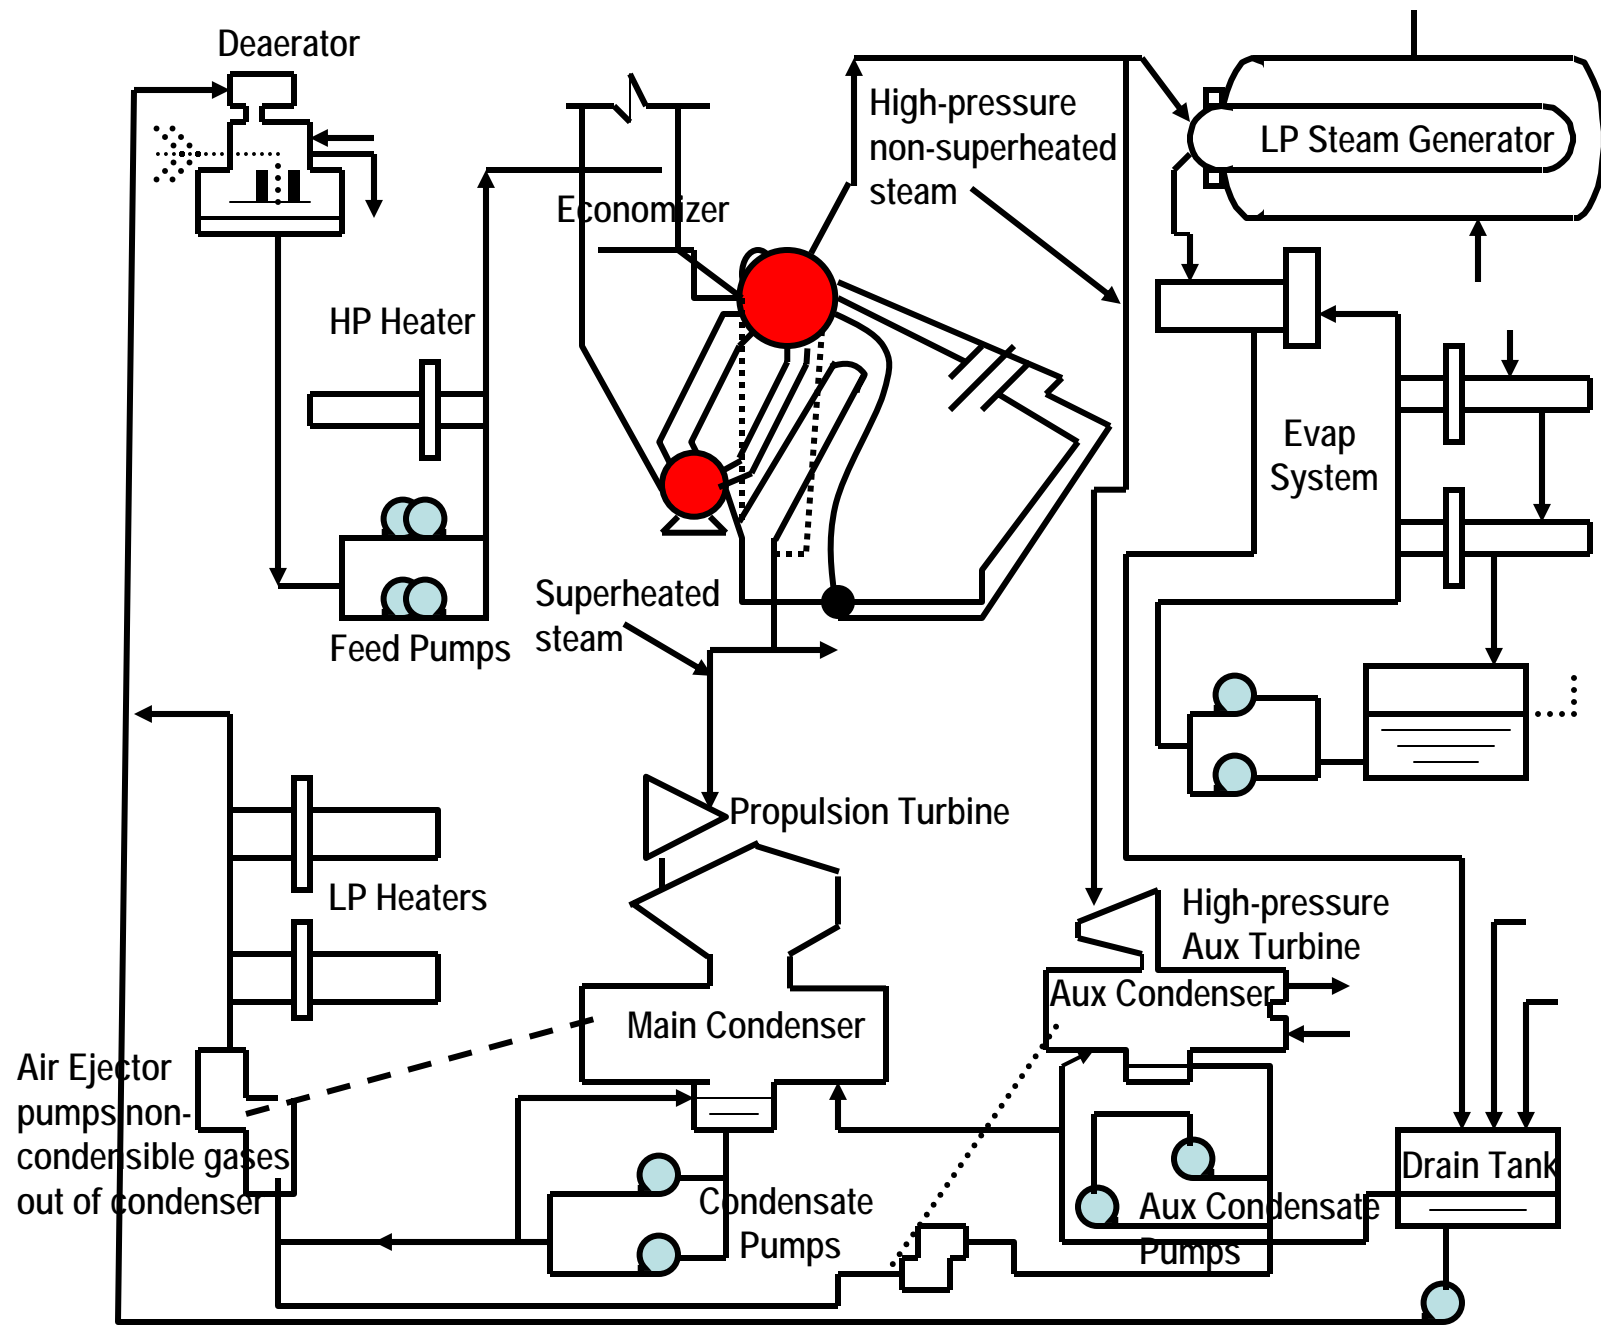 Deaerator
High-pressure
non-superheated
steam
LP Steam Generator
Economizer
HP Heater
Evap
System
Superheated
steam
Feed Pumps
Propulsion Turbine
LP Heaters
High-pressure
Aux Turbine
Aux Condenser
Main Condenser
Air Ejector
pumps non-
condensible gases
out of condenser
Drain Tank
Condensate
Pumps
Aux Condensate
Pumps